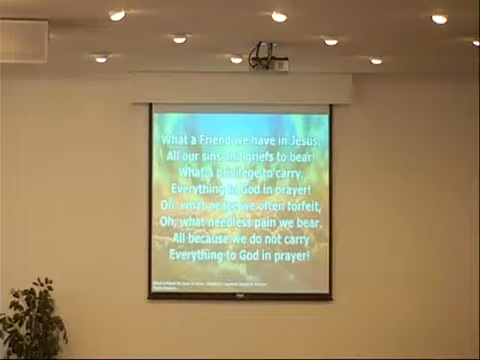 What a Friend we have in Jesus,
All our sins and griefs to bear!
What a privilege to carry,
Everything to God in prayer!
Oh, what peace we often forfeit,
Oh, what needless pain we bear,
All because we do not carry
Everything to God in prayer!